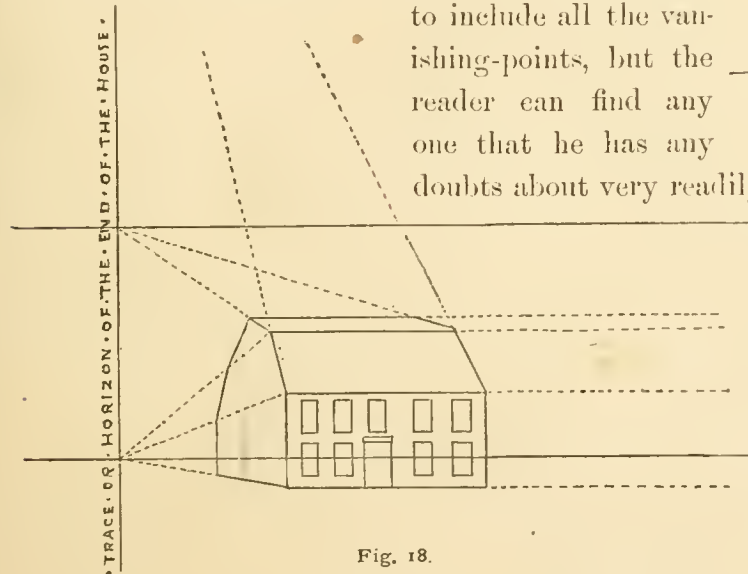 to include all the van-
ishing-points, but the
reader can find any
one that he has any
doubts about very readil
TRACE · OR · HORIZON · OF · THE · END · OF · THE · HOUSE ·
Fig. 18.